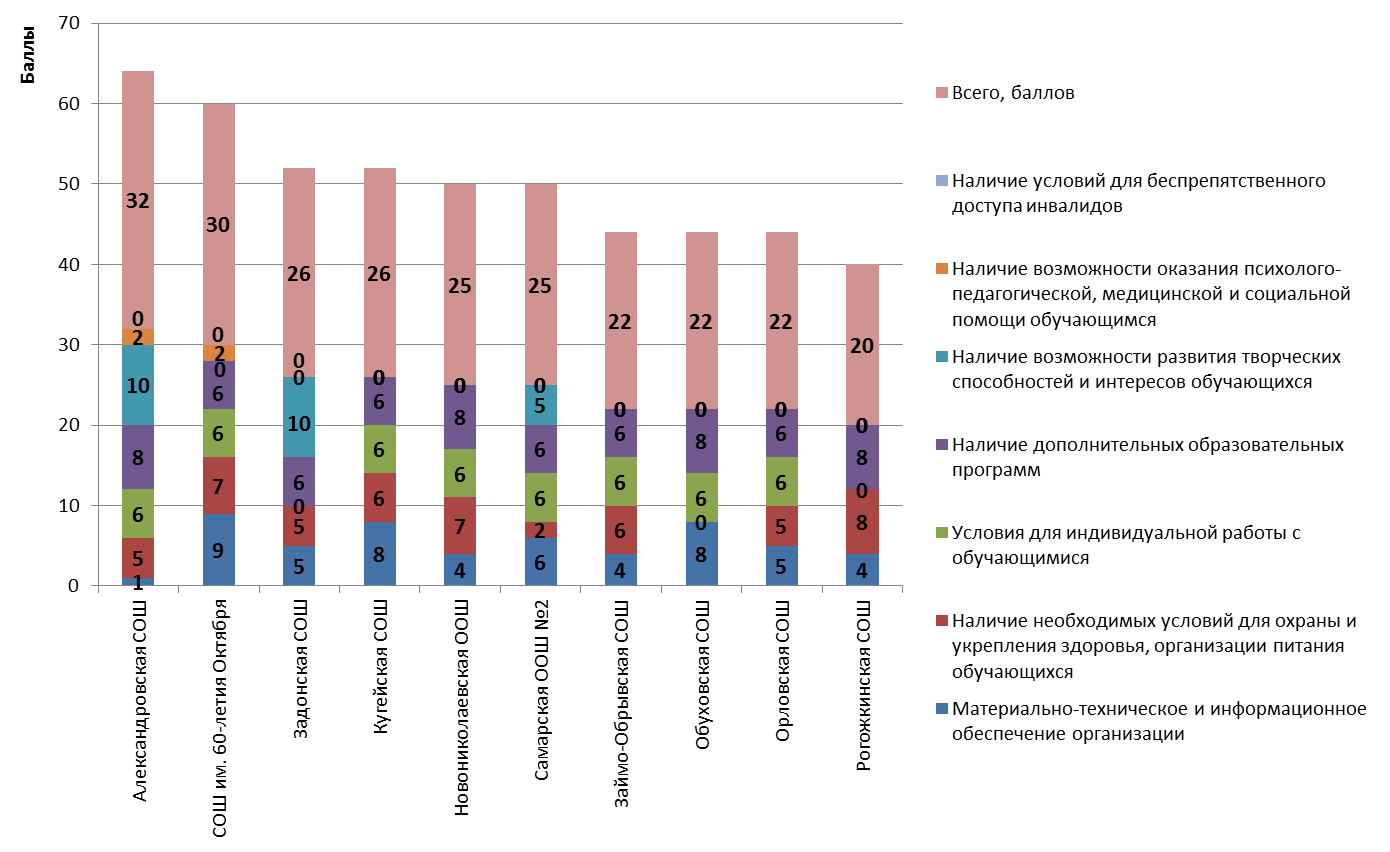 Баллы
70
60
50
40
30
20
10
0
32
0
2
10
8
6
5
1
30
0
2
0
6
6
7
9
26
0
0
10
6
0
5
5
26
0
6
6
6
8
25
0
8
6
7
4
25
0
5
6
6
2
6
22
0
6
6
6
4
22
0
8
6
0
8
22
0
6
6
5
5
20
0
8
0
8
4
Александровская СОШ
СОШ им. 60-летия Октября
Задонская СОШ
Кугейская СОШ
Новониколаевская ООШ
Самарская ООШ №2
Займо-Обрывская СОШ
Обуховская СОШ
Орловская СОШ
Рогожкинская СОШ
Всего, баллов
Наличие условий для беспрепятственного
доступа инвалидов
Наличие возможности оказания психолого-
педагогической, медицинской и социальной
помощи обучающимся
Наличие возможности развития творческих
способностей и интересов обучающихся
Наличие дополнительных образовательных
программ
Условия для индивидуальной работы с
обучающимися
Наличие необходимых условий для охраны и
укрепления здоровья, организации питания
обучающихся
Материально-техническое и информационное
обеспечение организации